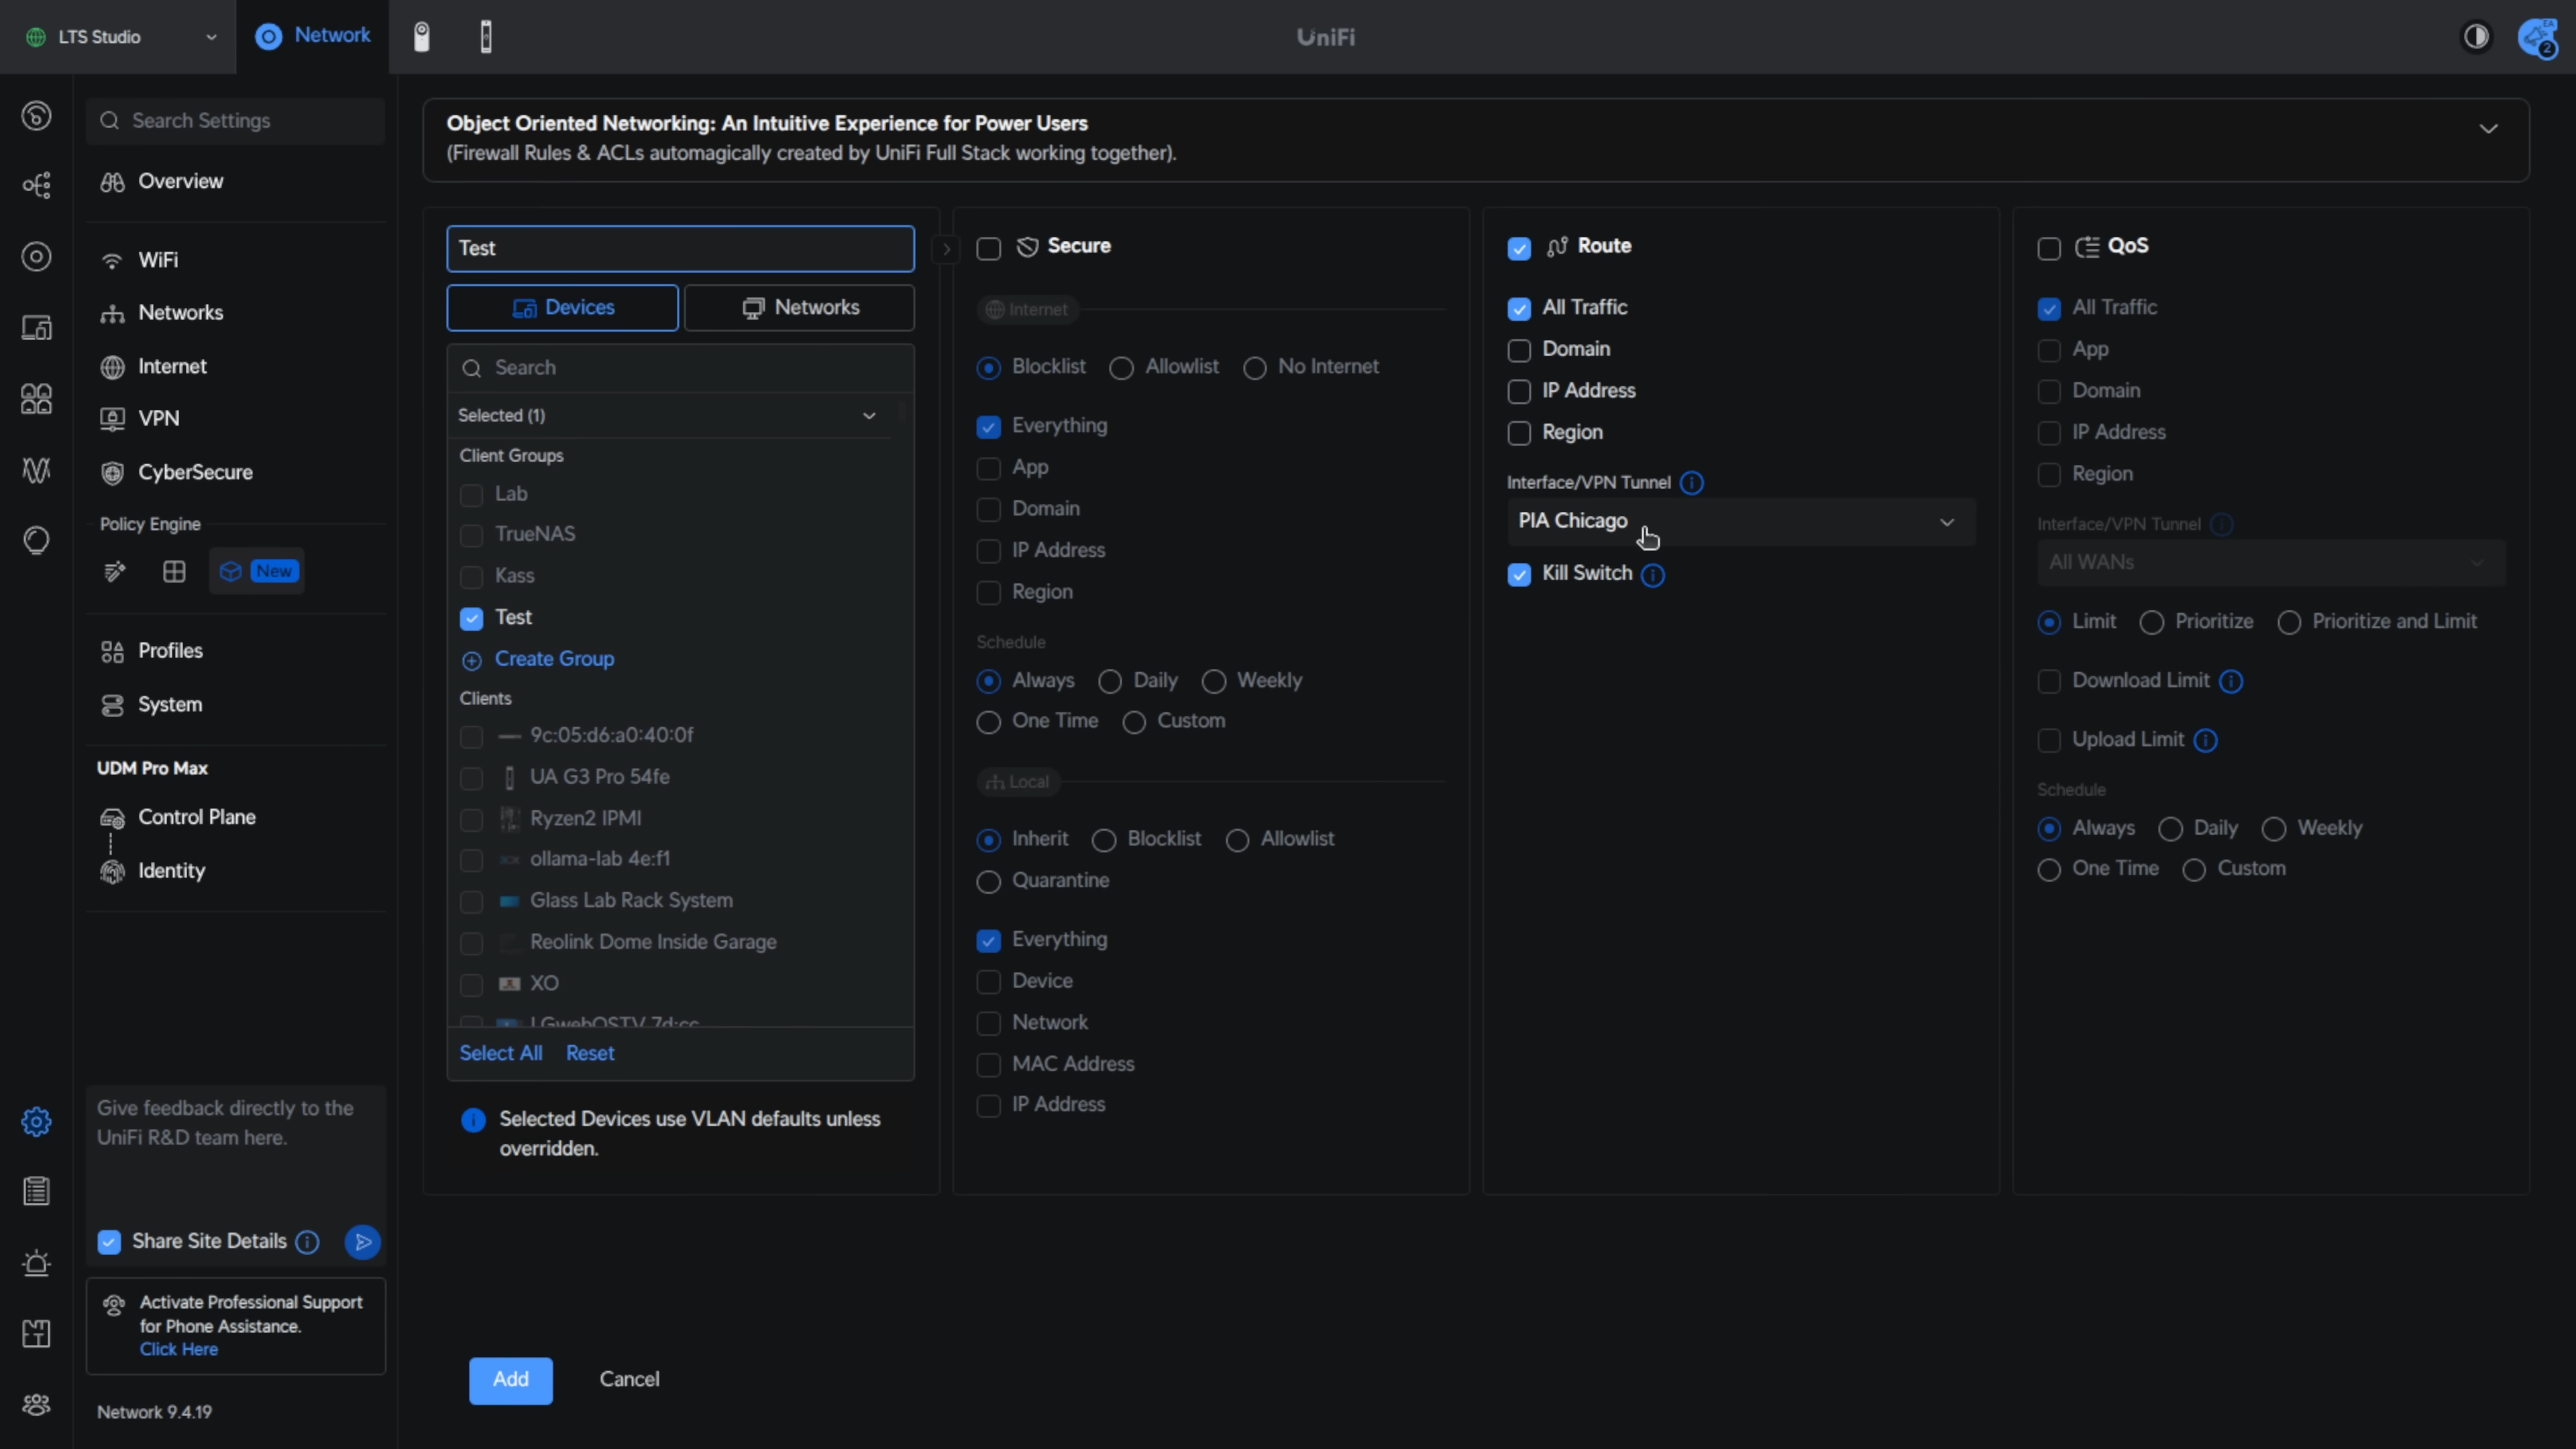 LTS Studio
Network
UniFi
EA
2
Search Settings
Overview
WiFi
Networks
Internet
VPN
CyberSecure
Policy Engine
New
Profiles
System
UDM Pro Max
Control Plane
Identity
Give feedback directly to the
UniFi R&D team here.
Share Site Details
Activate Professional Support
for Phone Assistance.
Click Here
Network 9.4.19
Object Oriented Networking: An Intuitive Experience for Power Users
(Firewall Rules & ACLs automagically created by UniFi Full Stack working together).
Test
Devices
Networks
Search
Selected (1)
Client Groups
Lab
TrueNAS
Kass
Test
Create Group
Clients
9c:05:d6:a0:40:0f
UA G3 Pro 54fe
Ryzen2 IPMI
ollama-lab 4e:f1
Glass Lab Rack System
Reolink Dome Inside Garage
XO
LGwebOSTV 7d:cc
Select All Reset
Selected Devices use VLAN defaults unless
overridden.
Add Cancel
Secure
Internet
Blocklist Allowlist No Internet
Everything
App
Domain
IP Address
Region
Schedule
Always Daily Weekly
One Time Custom
Local
Inherit Blocklist Allowlist
Quarantine
Everything
Device
Network
MAC Address
IP Address
Route
All Traffic
Domain
IP Address
Region
Interface/VPN Tunnel
PIA Chicago
Kill Switch
QoS
All Traffic
App
Domain
IP Address
Region
Interface/VPN Tunnel
All WANs
Limit Prioritize Prioritize and Limit
Download Limit
Upload Limit
Schedule
Always Daily Weekly
One Time Custom